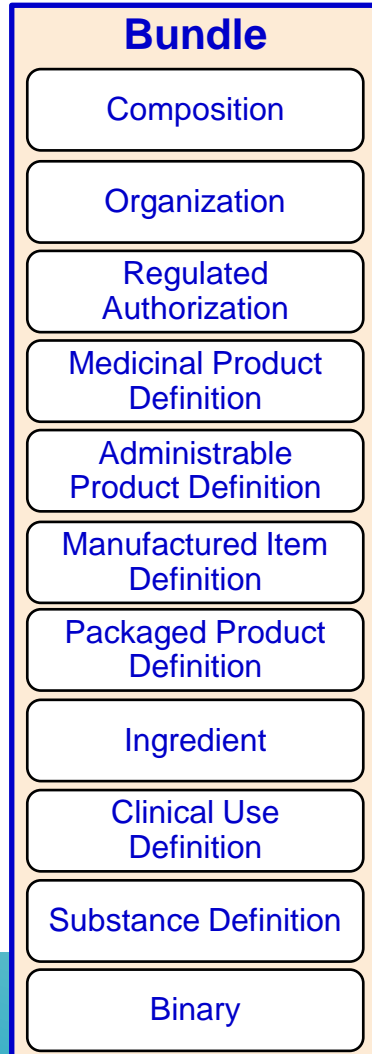 Bundle
Composition
Organization
Regulated
Authorization
Medicinal Product
Definition
Administrable
Product Definition
Manufactured Item
Definition
Packaged Product
Definition
Ingredient
Clinical Use
Definition
Substance Definition
Binary